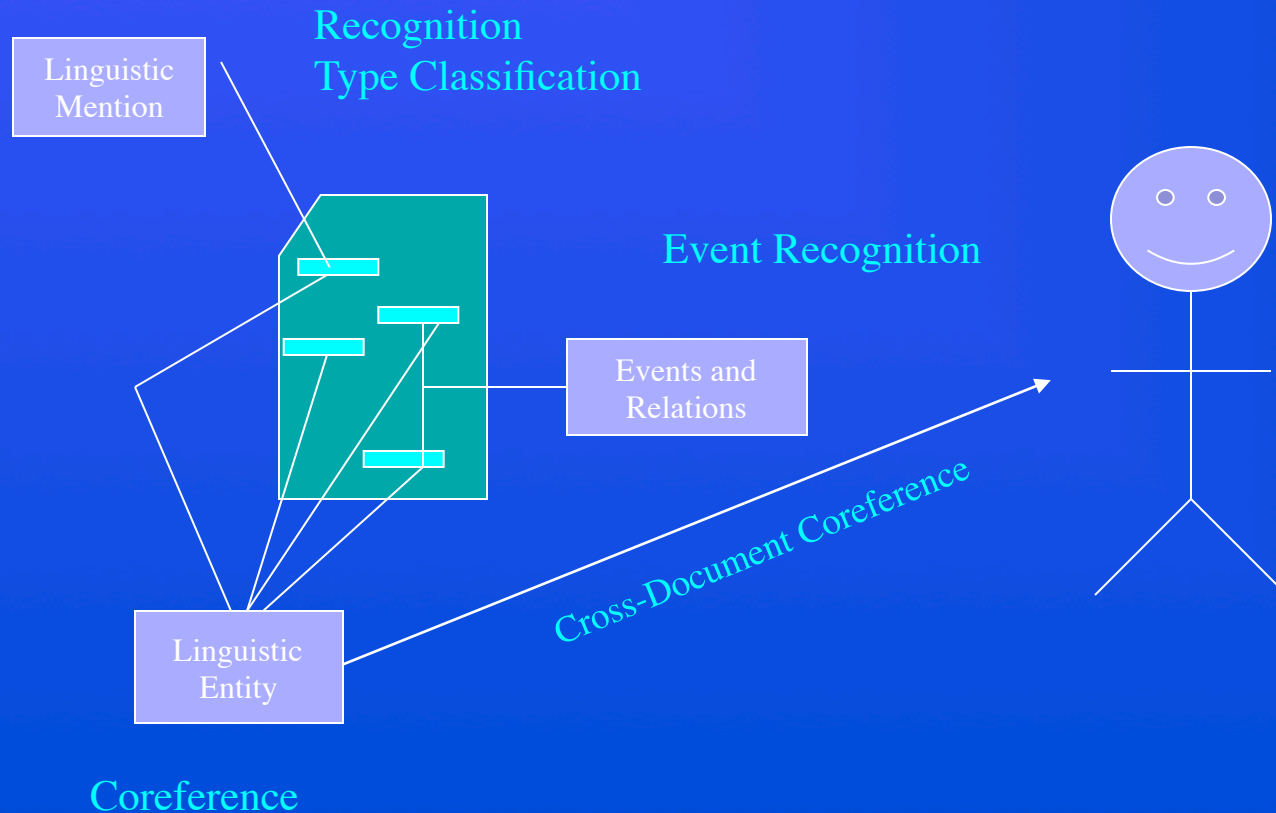 Recognition
Type Classification
Linguistic
Mention
Event Recognition
Events and
Relations
Cross-Document Coreference
Linguistic
Entity
Coreference